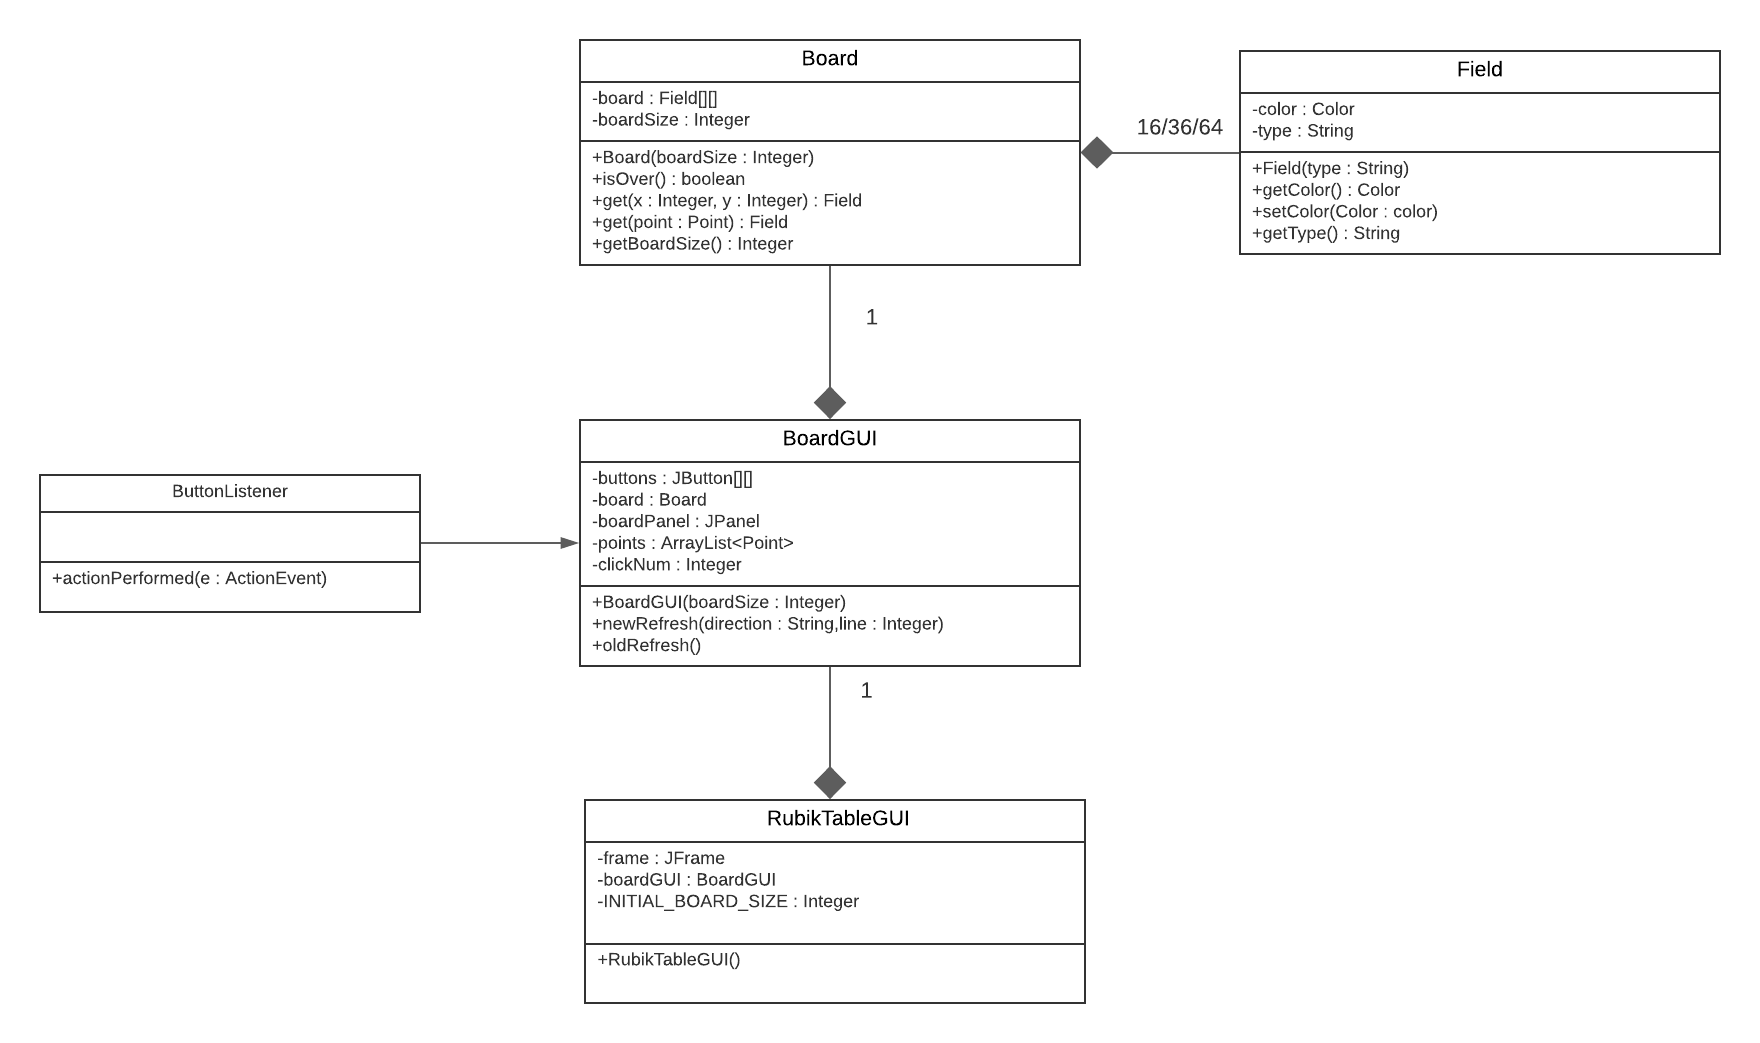 Board
-board : Field[][]
-boardSize : Integer
+Board(boardSize : Integer)
+isOver() : boolean
+get(x : Integer, y : Integer) : Field
+get(point : Point) : Field
+getBoardSize() : Integer
16/36/64
Field
-color : Color
-type : String
+Field(type : String)
+getColor() : Color
+setColor(Color : color)
+getType() : String
1
BoardGUI
-buttons : JButton[][]
-board : Board
-boardPanel : JPanel
-points : ArrayList<Point>
-clickNum : Integer
+BoardGUI(boardSize : Integer)
+newRefresh(direction : String,line : Integer)
+oldRefresh()
ButtonListener
+actionPerformed(e : ActionEvent)
1
RubikTableGUI
-frame : JFrame
-boardGUI : BoardGUI
-INITIAL_BOARD_SIZE : Integer
+RubikTableGUI()